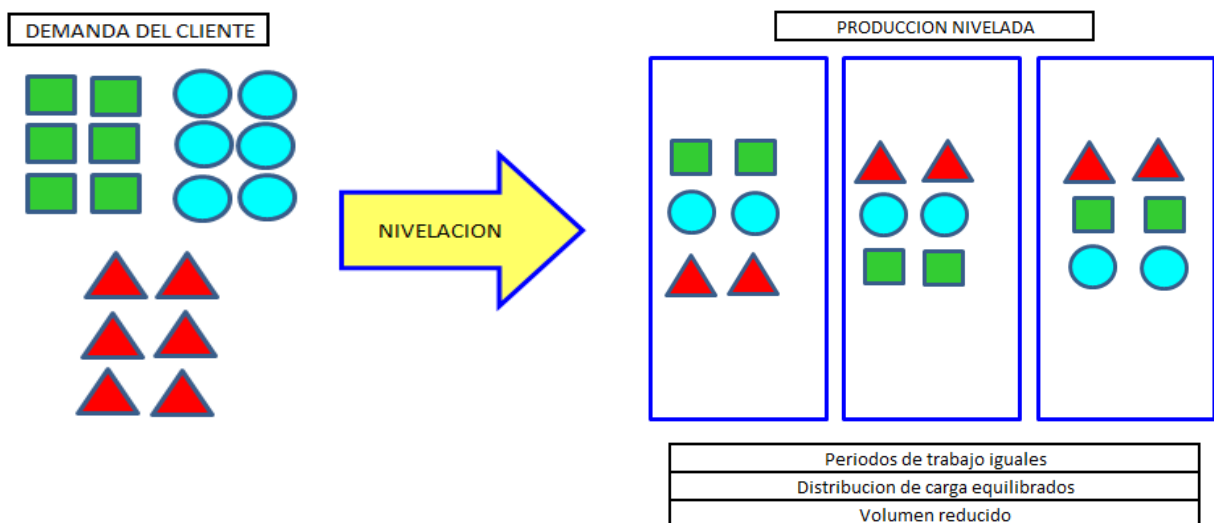 DEMANDA DEL CLIENTE
PRODUCCION NIVELADA
NIVELACION
Periodos de trabajo iguales
Distribucion de carga equilibrados
Volumen reducido